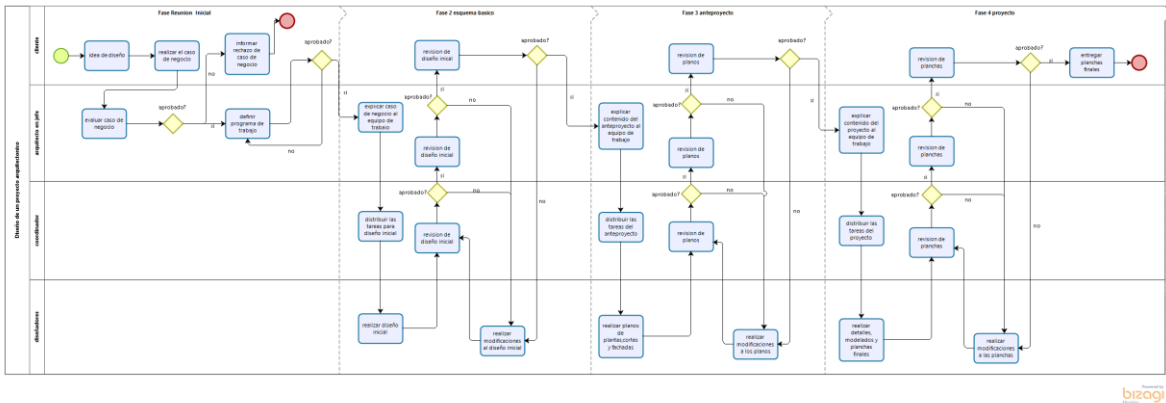 Fase Reunion Inicial
Fase 2 esquema basico
Fase 3 anteproyecto
Fase 4 proyecto
Diseño de un proyecto arquitectonico
cliente
arquitecto en jefe
coordinador
diseñadores
idea de diseño
realizar el caso
de negocio
informar
rechazo de
caso de
negocio
aprobado?
evaluar caso de
negocio
aprobado?
no
si
definir
programa de
trabajo
no
si
revision de
diseño inical
aprobado?
si
no
explicar caso
de negocio al
equipo de
trabajo
aprobado?
si
no
revision de
diseño inicial
si
aprobado?
no
distribuir las
tareas para
diseño inicial
revision de
diseño inicial
realizar diseño
inicial
realizar
modificaciones
al diseño inicial
revision de
planos
aprobado?
si
no
explicar
contenido del
anteproyecto al
equipo de
trabajo
aprobado?
si
no
revision de
planos
si
aprobado?
no
distribuir las
tareas del
anteproyecto
revision de
planos
realizar planos
de
plantas,cortes
y fachadas
realizar
modificaciones
a los planos
revision de
planchas
aprobado?
si
no
entregar
planchas
finales
explicar
contenido del
proyecto al
equipo de
trabajo
aprobado?
si
no
revision de
planchas
si
aprobado?
no
distribuir las
tareas del
proyecto
revision de
planchas
realizar
detalles,
modelados y
planchas
finales
realizar
modificaciones
a las planchas
Powered by
bizagi
Modeler